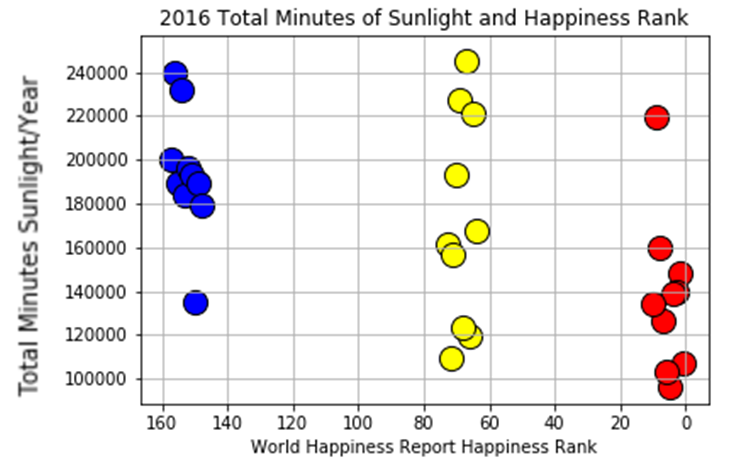 2016 Total Minutes of Sunlight and Happiness Rank
Total Minutes Sunlight/Year
240000
220000
200000
180000
160000
140000
120000
100000
160 140 120 100 80 60 40 20 0
World Happiness Report Happiness Rank